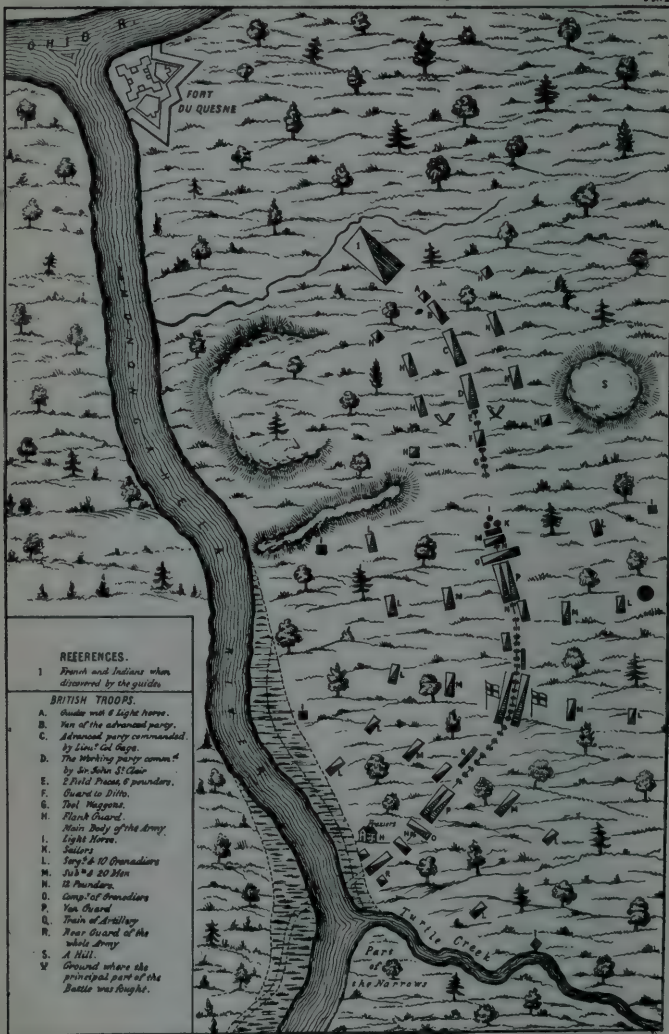 OHIO R.
FORT
DU QUESNE
MONONGAHELA
S
REFERENCES.
1 French and Indians when
discovered by the guides.
BRITISH TROOPS.
A. Guides with 6 Light horse.
B. Van of the advanced party.
C. Advanced party commanded
by Lieut. Col Gage.
D. The Working party commd
by Sir John St Clair
E. 2 Field Pieces, 6 pounders.
F. Guard to Ditto.
G. Tool Waggons.
H. Flank Guard.
Main Body of the Army
I. Light Horse.
K. Sailors
L. Sergt & 10 Grenadiers
M. Subn & 20 Men
N. 12 Pounders.
O. Compy of Grenadiers
P. Van Guard
Q. Train of Artillery
R. Rear Guard of the
whole Army
S. A Hill.
Ground where the
principal part of the
Battle was fought.
Fraziers
Turtle Creek
Part
of
the Narrows